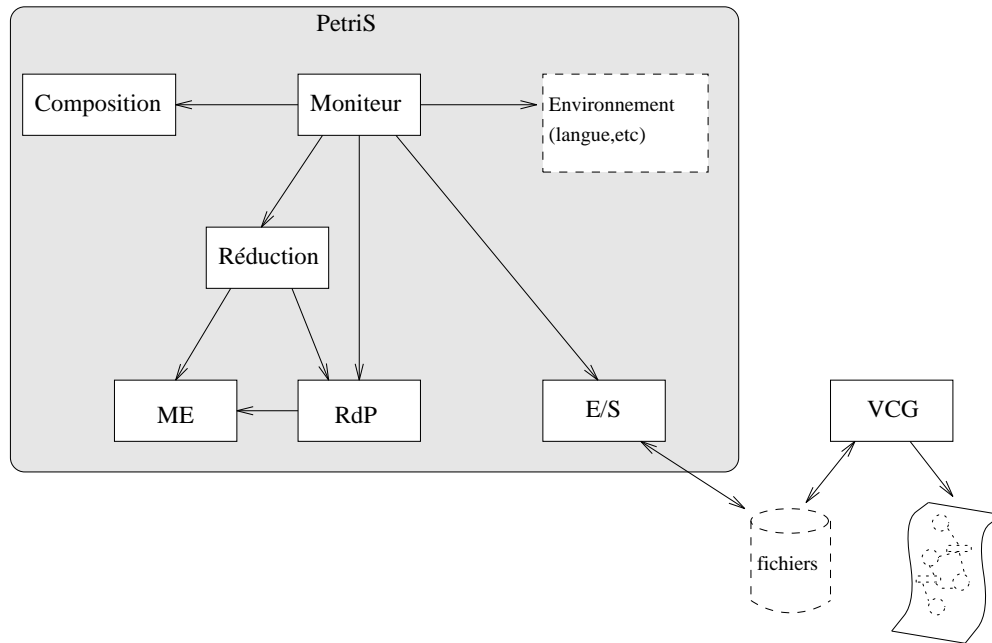 PetriS
Composition
Moniteur
Environnement
(langue,etc)
Réduction
ME
RdP
E/S
VCG
fichiers